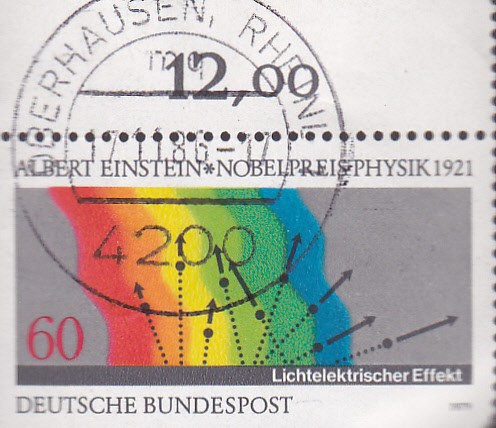 OBERHAUSEN, RHEINL
12,00
17.11.86-17
ALBERT EINSTEIN*NOBELPREIS·PHYSIK 1921
4200
60
Lichtelektrischer Effekt
DEUTSCHE BUNDESPOST 1979